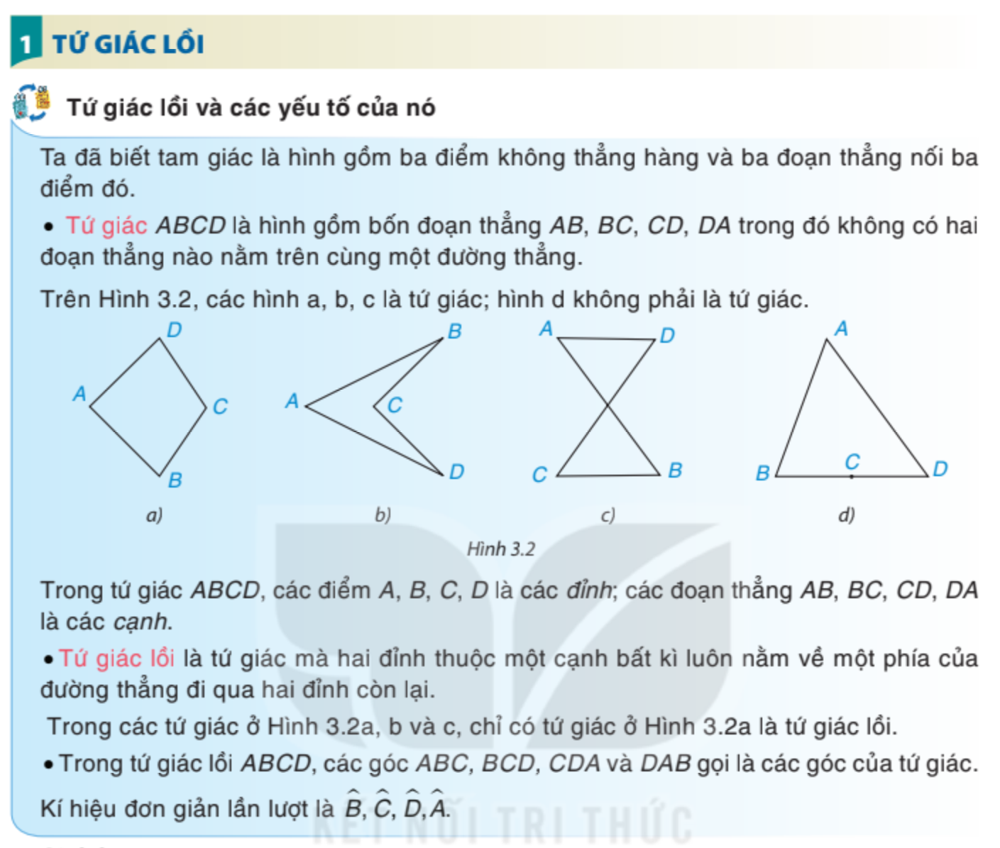 1 TỨ GIÁC LỒI
Tứ giác lồi và các yếu tố của nó
Ta đã biết tam giác là hình gồm ba điểm không thẳng hàng và ba đoạn thẳng nối ba
điểm đó.
• Tứ giác ABCD là hình gồm bốn đoạn thẳng AB, BC, CD, DA trong đó không có hai
đoạn thẳng nào nằm trên cùng một đường thẳng.
Trên Hình 3.2, các hình a, b, c là tứ giác; hình d không phải là tứ giác.
D
A
C
B
a)
B
A
C
D
b)
A
D
C
B
c)
A
B
C
D
d)
Hình 3.2
Trong tứ giác ABCD, các điểm A, B, C, D là các đỉnh; các đoạn thẳng AB, BC, CD, DA
là các cạnh.
• Tứ giác lồi là tứ giác mà hai đỉnh thuộc một cạnh bất kì luôn nằm về một phía của
đường thẳng đi qua hai đỉnh còn lại.
Trong các tứ giác ở Hình 3.2a, b và c, chỉ có tứ giác ở Hình 3.2a là tứ giác lồi.
• Trong tứ giác lồi ABCD, các góc ABC, BCD, CDA và DAB gọi là các góc của tứ giác.
Kí hiệu đơn giản lần lượt là B̂, Ĉ, D̂, Â.
KẾT NỐI TRI THỨC